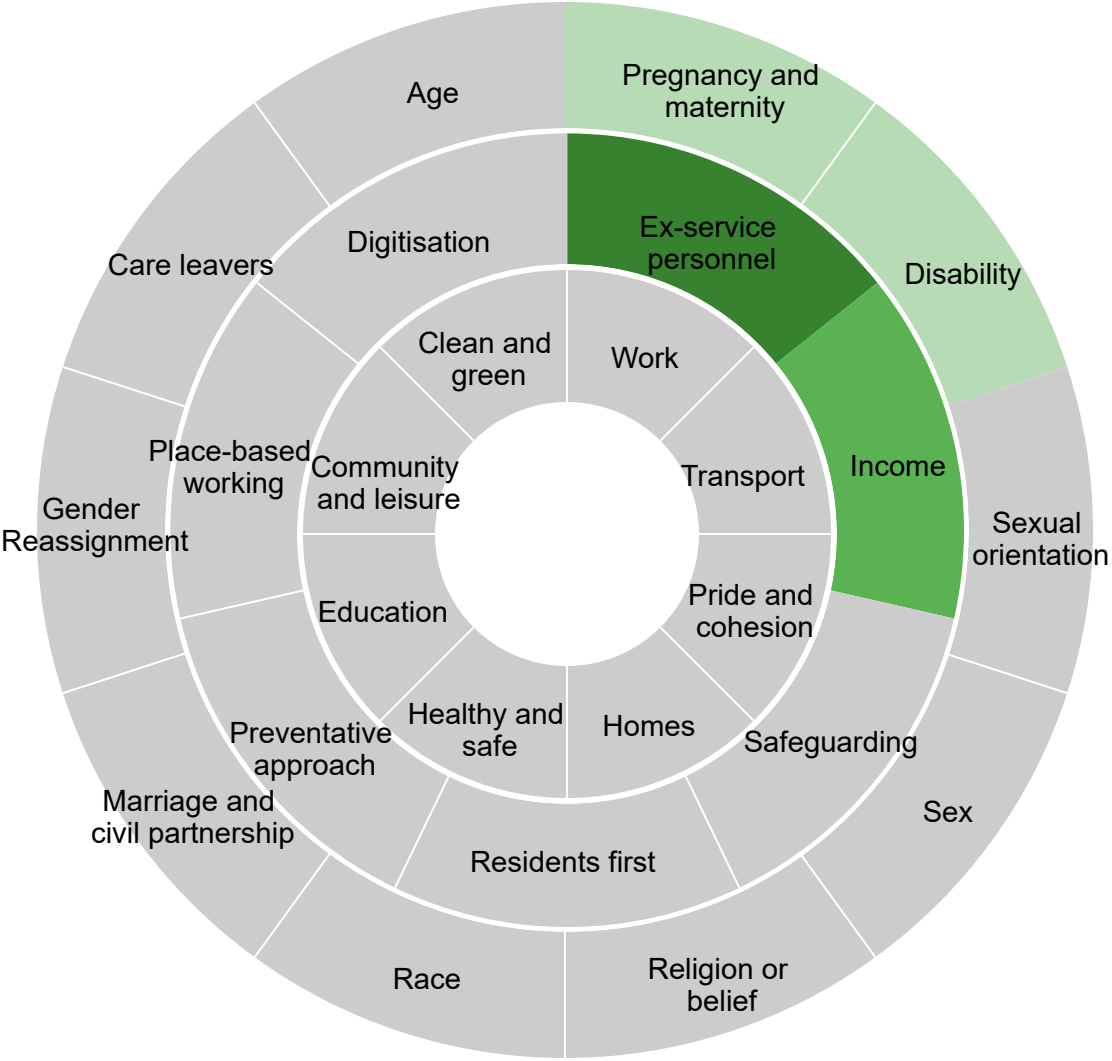 Pregnancy and
maternity
Age
Ex-service
personnel
Digitisation
Care leavers
Disability
Clean and
green
Work
Place-based
working
Community
and leisure
Transport
Income
Gender
Reassignment
Sexual
orientation
Education
Pride and
cohesion
Healthy and
safe
Homes
Preventative
approach
Safeguarding
Marriage and
civil partnership
Sex
Residents first
Race
Religion or
belief